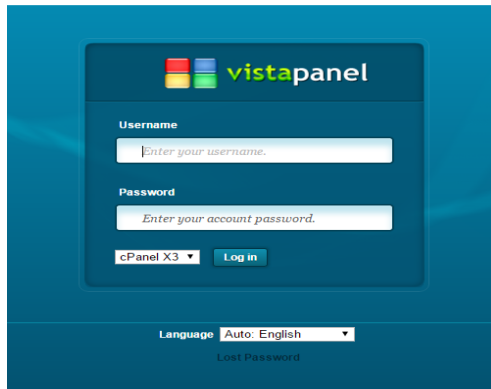 vistapanel
Username
Enter your username.
Password
Enter your account password.
cPanel X3 Log in
Language Auto: English
Lost Password